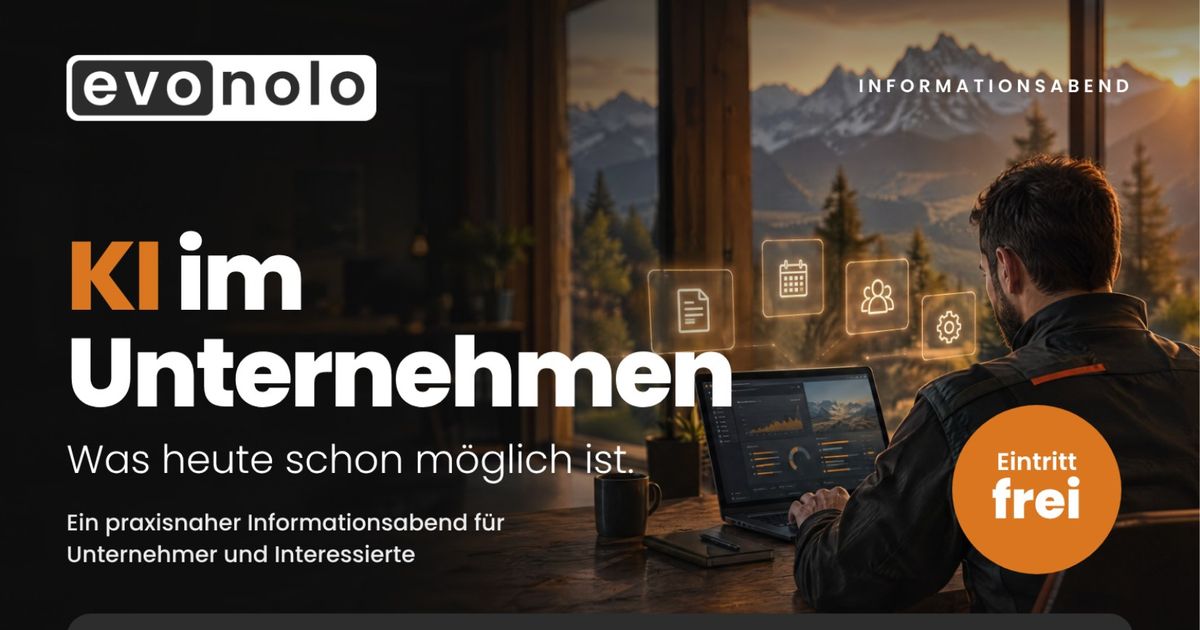 evonolo
INFORMATIONSABEND
KI im
Unternehmen
Was heute schon möglich ist.
Ein praxisnaher Informationsabend für
Unternehmer und Interessierte
Eintritt
frei